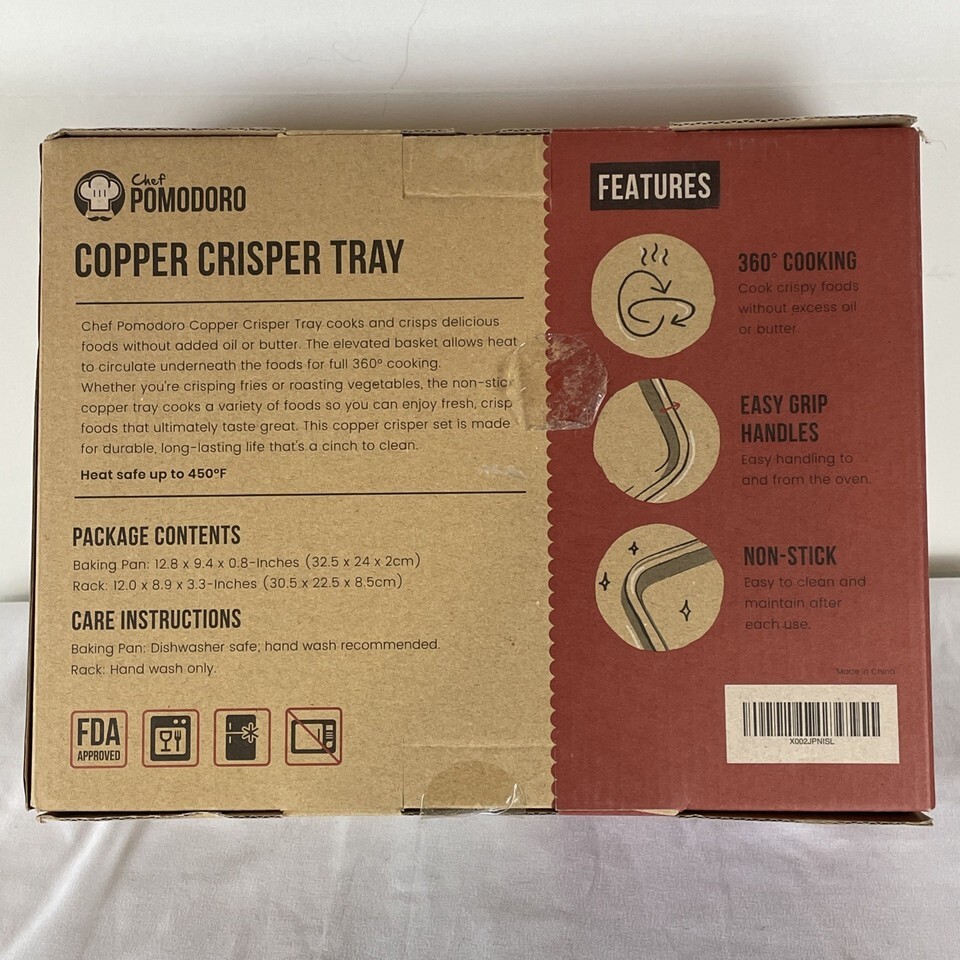 Chef
POMODORO
COPPER CRISPER TRAY
Chef Pomodoro Copper Crisper Tray cooks and crisps delicious
foods without added oil or butter. The elevated basket allows heat
to circulate underneath the foods for full 360° cooking.
Whether you're crisping fries or roasting vegetables, the non-stick
copper tray cooks a variety of foods so you can enjoy fresh, crisp
foods that ultimately taste great. This copper crisper set is made
for durable, long-lasting life that's a cinch to clean.
Heat safe up to 450°F
PACKAGE CONTENTS
Baking Pan: 12.8 x 9.4 x 0.8-Inches (32.5 x 24 x 2cm)
Rack: 12.0 x 8.9 x 3.3-Inches (30.5 x 22.5 x 8.5cm)
CARE INSTRUCTIONS
Baking Pan: Dishwasher safe; hand wash recommended.
Rack: Hand wash only.
FDA
APPROVED
FEATURES
360° COOKING
Cook crispy foods
without excess oil
or butter.
EASY GRIP
HANDLES
Easy handling to
and from the oven.
NON-STICK
Easy to clean and
maintain after
each use.
Made in China
X002JPNISL